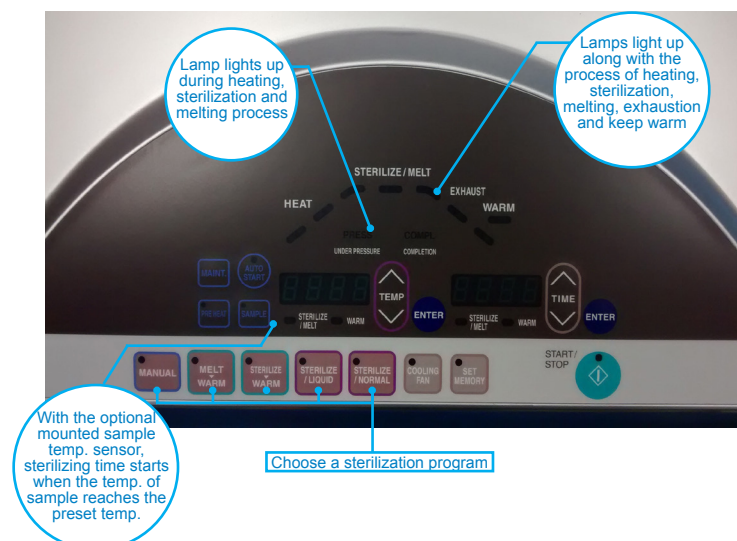 Lamp lights up
during heating,
sterilization and
melting process
Lamps light up
along with the
process of heating,
sterilization,
melting, exhaustion
and keep warm
STERILIZE / MELT
EXHAUST
HEAT
WARM
PRESS
COMPL
UNDER PRESSURE
COMPLETION
MAINT.
AUTO
START
PREHEAT
SAMPLE
TEMP
TIME
STERILIZE
/ MELT
WARM
ENTER
STERILIZE
/ MELT
WARM
ENTER
MANUAL
MELT
WARM
STERILIZE
WARM
STERILIZE
/ LIQUID
STERILIZE
/ NORMAL
COOLING
FAN
SET
MEMORY
START /
STOP
With the optional
mounted sample
temp. sensor,
sterilizing time starts
when the temp. of
sample reaches the
preset temp.
Choose a sterilization program